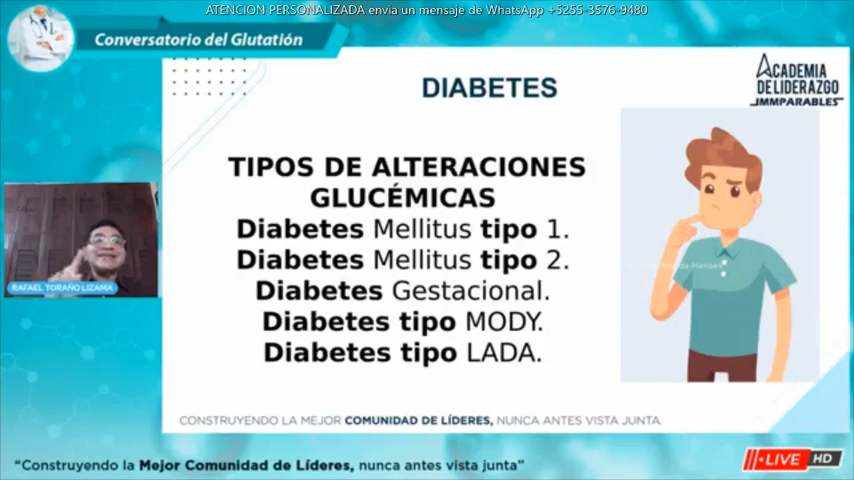 ATENCION PERSONALIZADA envia un mensaje de WhatsApp +5255-3576-9480
Conversatorio del Glutatión
DIABETES
ACADEMIA
DE LIDERAZGO
IMMPARABLES
TIPOS DE ALTERACIONES
GLUCÉMICAS
Diabetes Mellitus tipo 1.
Diabetes Mellitus tipo 2.
Diabetes Gestacional.
Diabetes tipo MODY.
Diabetes tipo LADA.
RAFAEL TORAÑO LIZAMA
CONSTRUYENDO LA MEJOR COMUNIDAD DE LÍDERES, NUNCA ANTES VISTA JUNTA.
“Construyendo la Mejor Comunidad de Líderes, nunca antes vista junta”
LIVE HD